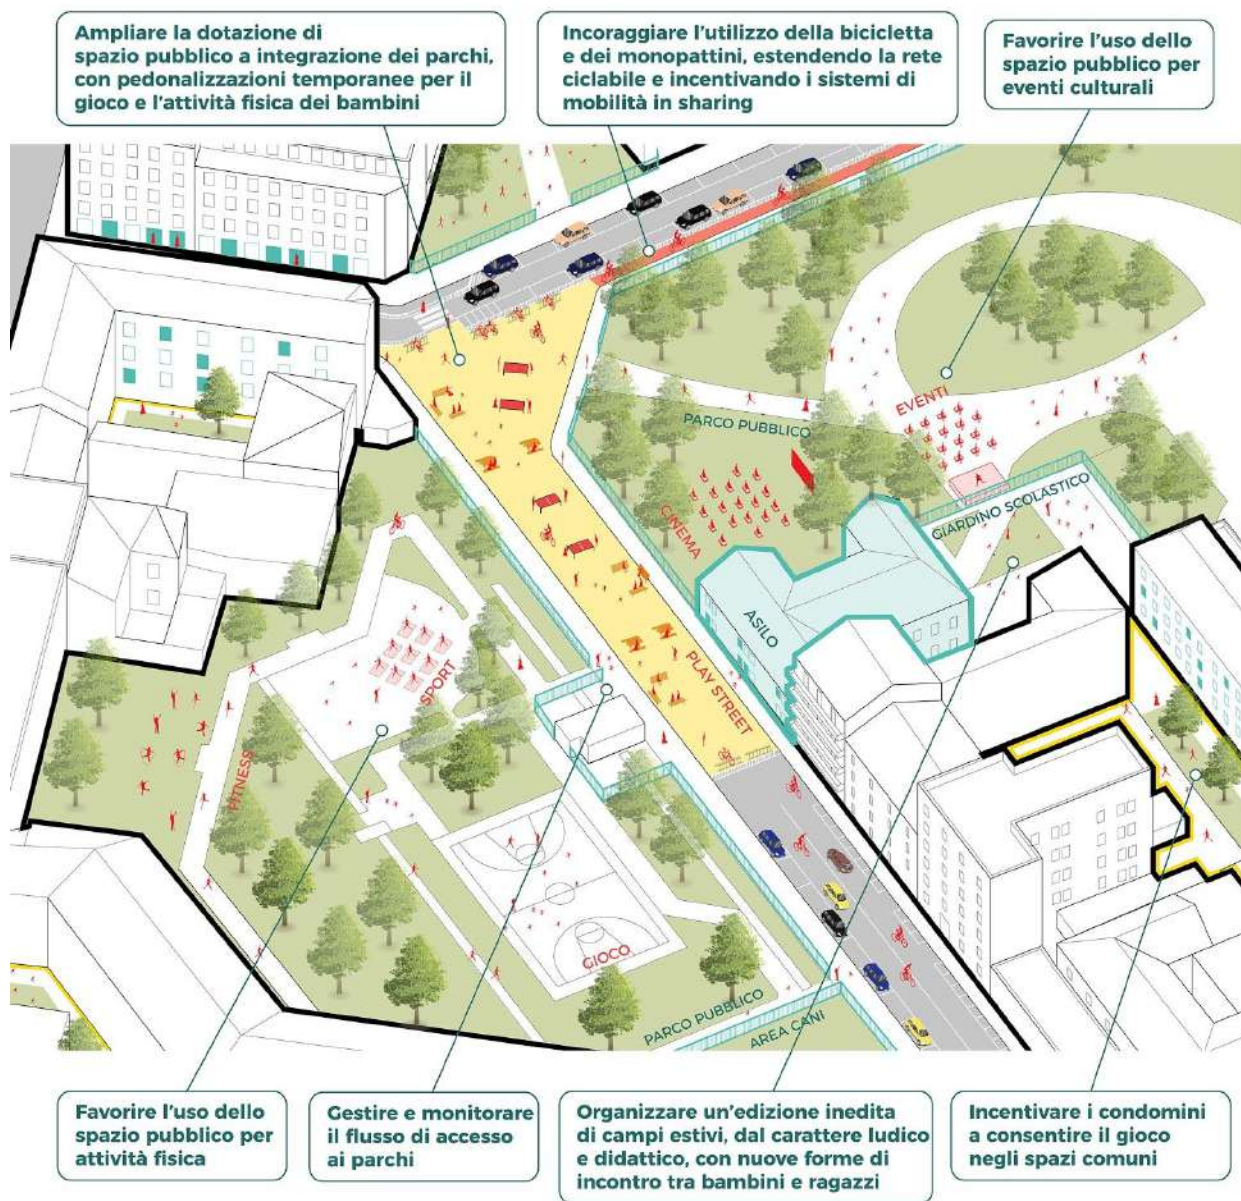 Ampliare la dotazione di
spazio pubblico a integrazione dei parchi,
con pedonalizzazioni temporanee per il
gioco e l'attività fisica dei bambini
Incoraggiare l'utilizzo della bicicletta
e dei monopattini, estendendo la rete
ciclabile e incentivando i sistemi di
mobilità in sharing
Favorire l'uso dello
spazio pubblico per
eventi culturali
EVENTI
PARCO PUBBLICO
CINEMA
GIARDINO SCOLASTICO
ASILO
PLAY STREET
SPORT
FITNESS
GIOCO
PARCO PUBBLICO
AREA CANI
Favorire l'uso dello
spazio pubblico per
attività fisica
Gestire e monitorare
il flusso di accesso
ai parchi
Organizzare un'edizione inedita
di campi estivi, dal carattere ludico
e didattico, con nuove forme di
incontro tra bambini e ragazzi
Incentivare i condomini
a consentire il gioco
negli spazi comuni